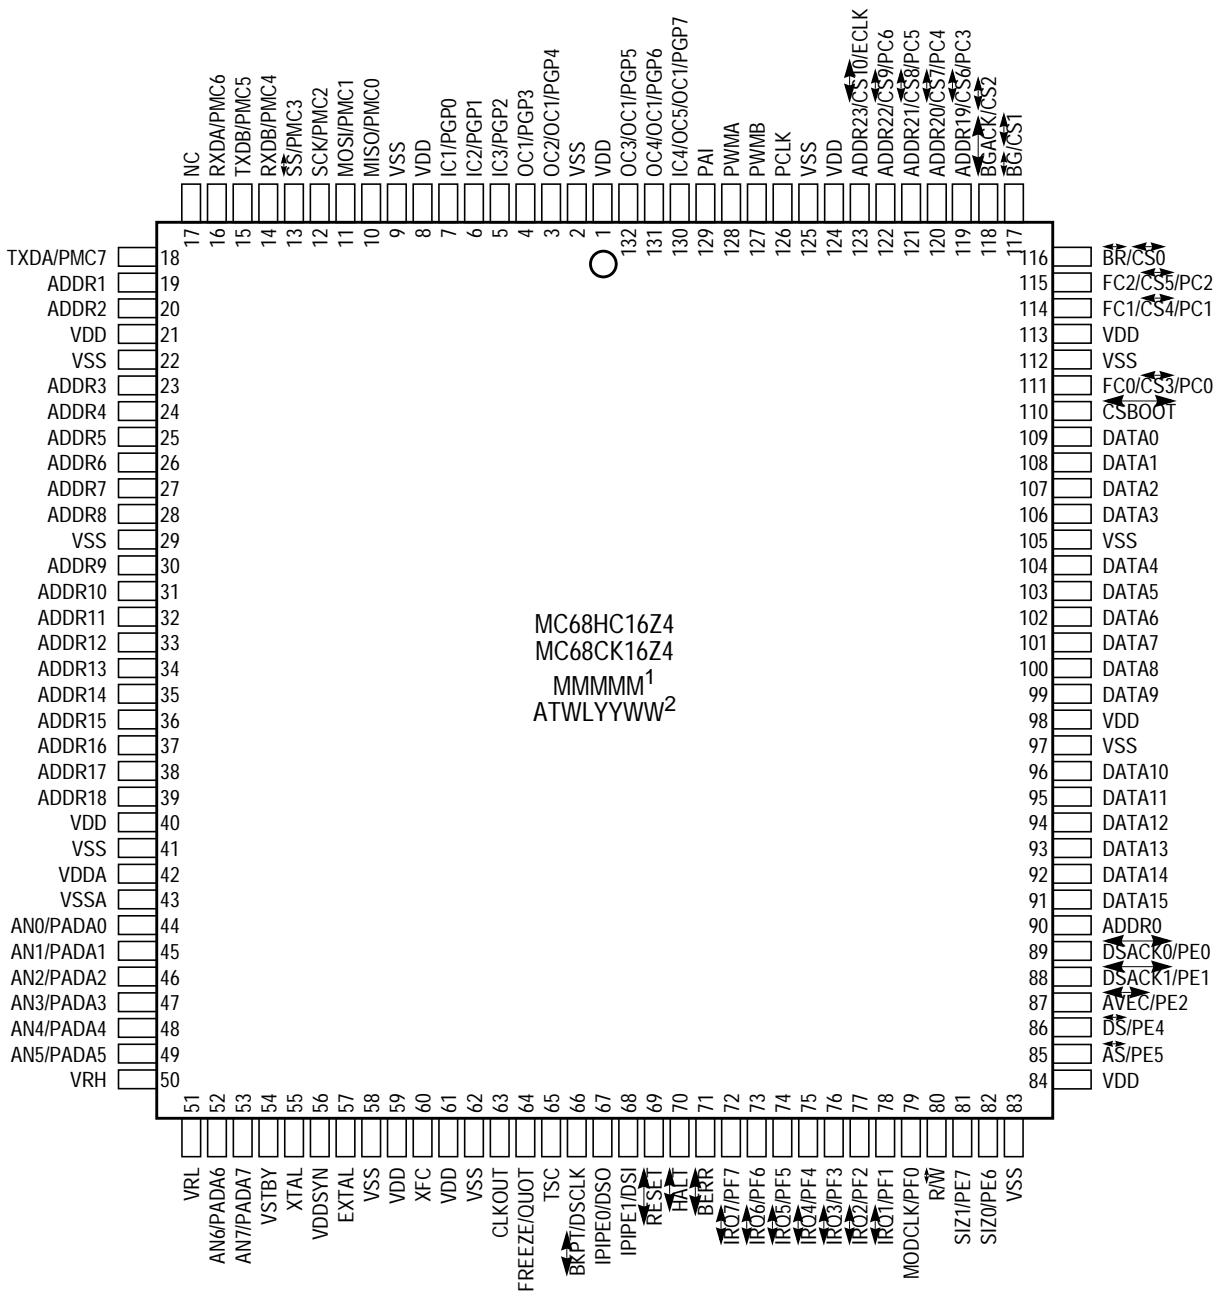 NC
RXDA/PMC6
TXDB/PMC5
RXDB/PMC4
SS/PMC3
SCK/PMC2
MOSI/PMC1
MISO/PMC0
VSS
VDD
IC1/PGP0
IC2/PGP1
IC3/PGP2
OC1/PGP3
OC2/OC1/PGP4
VSS
VDD
OC3/OC1/PGP5
OC4/OC1/PGP6
IC4/OC5/OC1/PGP7
PAI
PWMA
PWMB
PCLK
VSS
VDD
ADDR23/CS10/ECLK
ADDR22/CS9/PC6
ADDR21/CS8/PC5
ADDR20/CS7/PC4
ADDR19/CS6/PC3
BGACK/CS2
BG/CS1
17
16
15
14
13
12
11
10
9
8
7
6
5
4
3
2
1
132
131
130
129
128
127
126
125
124
123
122
121
120
119
118
117
TXDA/PMC7 18
ADDR1 19
ADDR2 20
VDD 21
VSS 22
ADDR3 23
ADDR4 24
ADDR5 25
ADDR6 26
ADDR7 27
ADDR8 28
VSS 29
ADDR9 30
ADDR10 31
ADDR11 32
ADDR12 33
ADDR13 34
ADDR14 35
ADDR15 36
ADDR16 37
ADDR17 38
ADDR18 39
VDD 40
VSS 41
VDDA 42
VSSA 43
AN0/PADA0 44
AN1/PADA1 45
AN2/PADA2 46
AN3/PADA3 47
AN4/PADA4 48
AN5/PADA5 49
VRH 50
MC68HC16Z4
MC68CK16Z4
MMMMM1
ATWLYYWW2
116 BR/CS0
115 FC2/CS5/PC2
114 FC1/CS4/PC1
113 VDD
112 VSS
111 FC0/CS3/PC0
110 CSBOOT
109 DATA0
108 DATA1
107 DATA2
106 DATA3
105 VSS
104 DATA4
103 DATA5
102 DATA6
101 DATA7
100 DATA8
99 DATA9
98 VDD
97 VSS
96 DATA10
95 DATA11
94 DATA12
93 DATA13
92 DATA14
91 DATA15
90 ADDR0
89 DSACK0/PE0
88 DSACK1/PE1
87 AVEC/PE2
86 DS/PE4
85 AS/PE5
84 VDD
51
52
53
54
55
56
57
58
59
60
61
62
63
64
65
66
67
68
69
70
71
72
73
74
75
76
77
78
79
80
81
82
83
VRL
AN6/PADA6
AN7/PADA7
VSTBY
XTAL
VDDSYN
EXTAL
VSS
VDD
XFC
VDD
VSS
CLKOUT
FREEZE/QUOT
TSC
BKPT/DSCLK
IPIPE0/DSO
IPIPE1/DSI
RESET
HALT
BERR
IRQ7/PF7
IRQ6/PF6
IRQ5/PF5
IRQ4/PF4
IRQ3/PF3
IRQ2/PF2
IRQ1/PF1
MODCLK/PF0
R/W
SIZ1/PE7
SIZ0/PE6
VSS